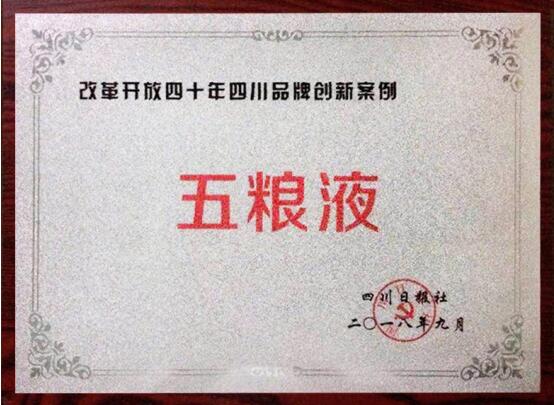 改革开放四十年四川品牌创新案例
五粮液
四川日报社
二〇一八年九月